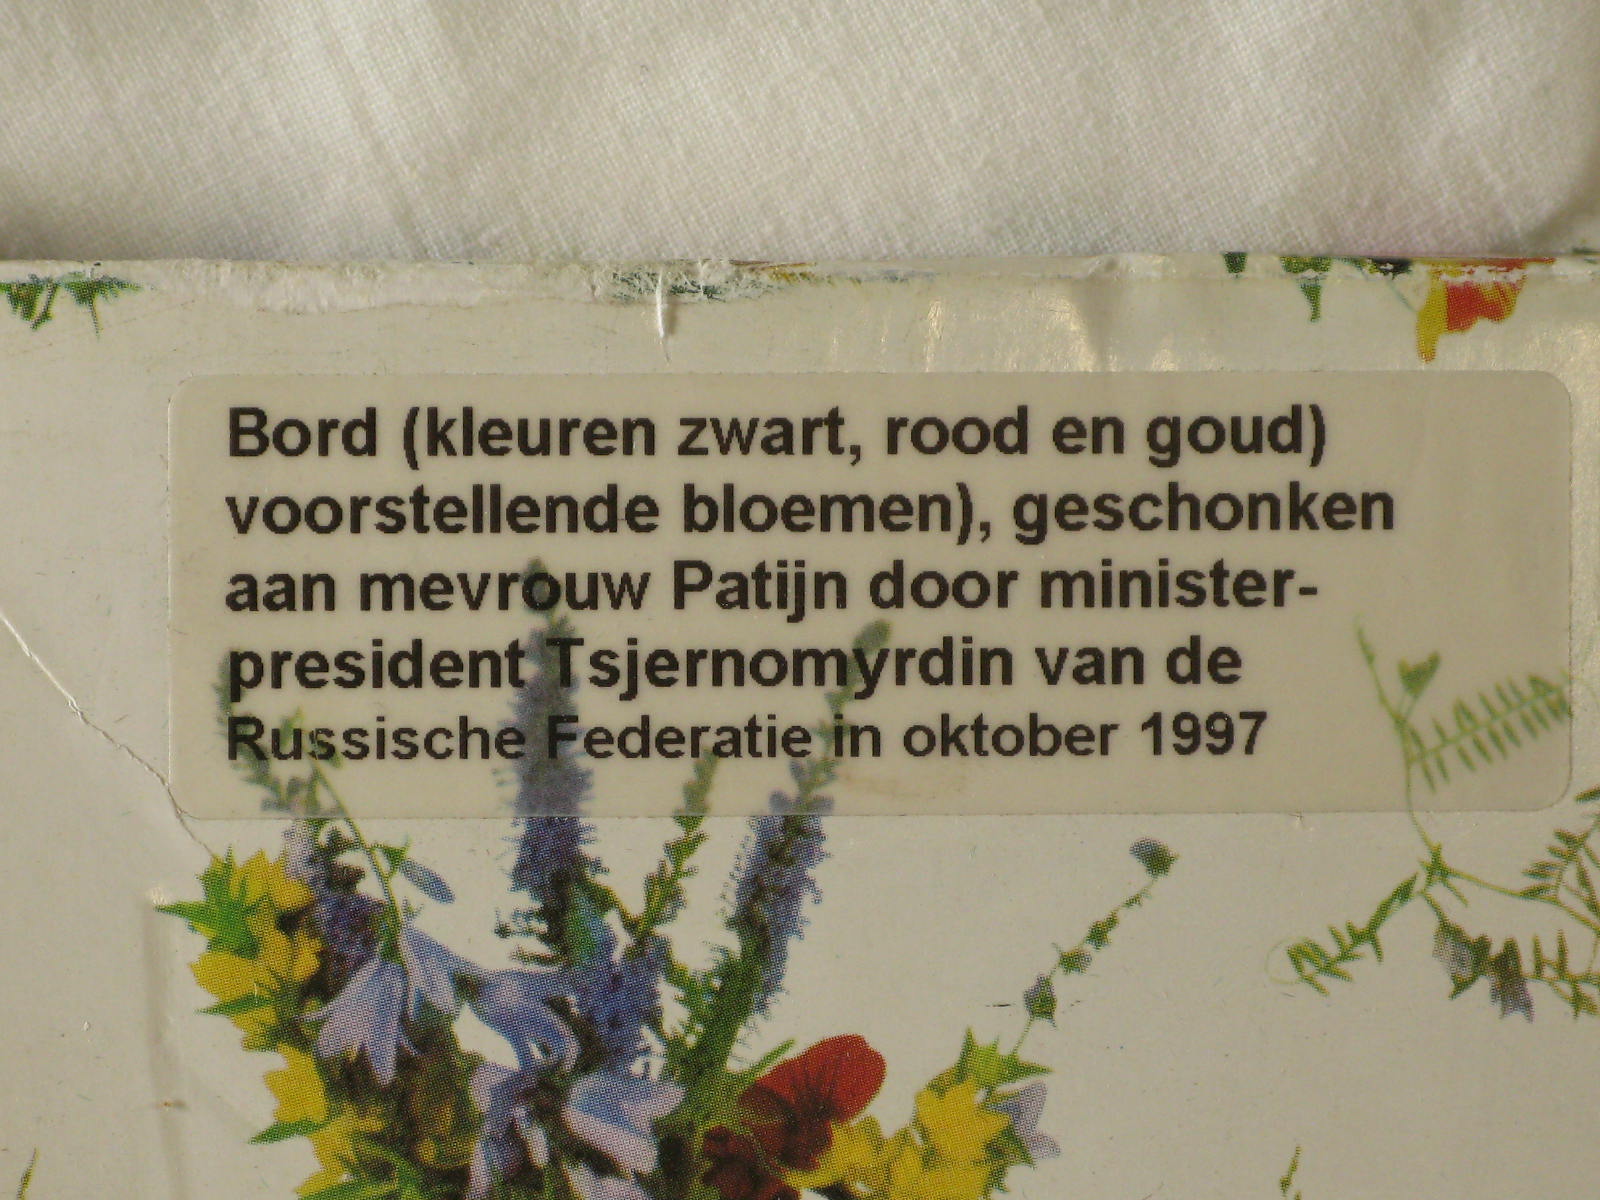 Bord (kleuren zwart, rood en goud)
voorstellende bloemen), geschonken
aan mevrouw Patijn door minister-
president Tsjernomyrdin van de
Russische Federatie in oktober 1997